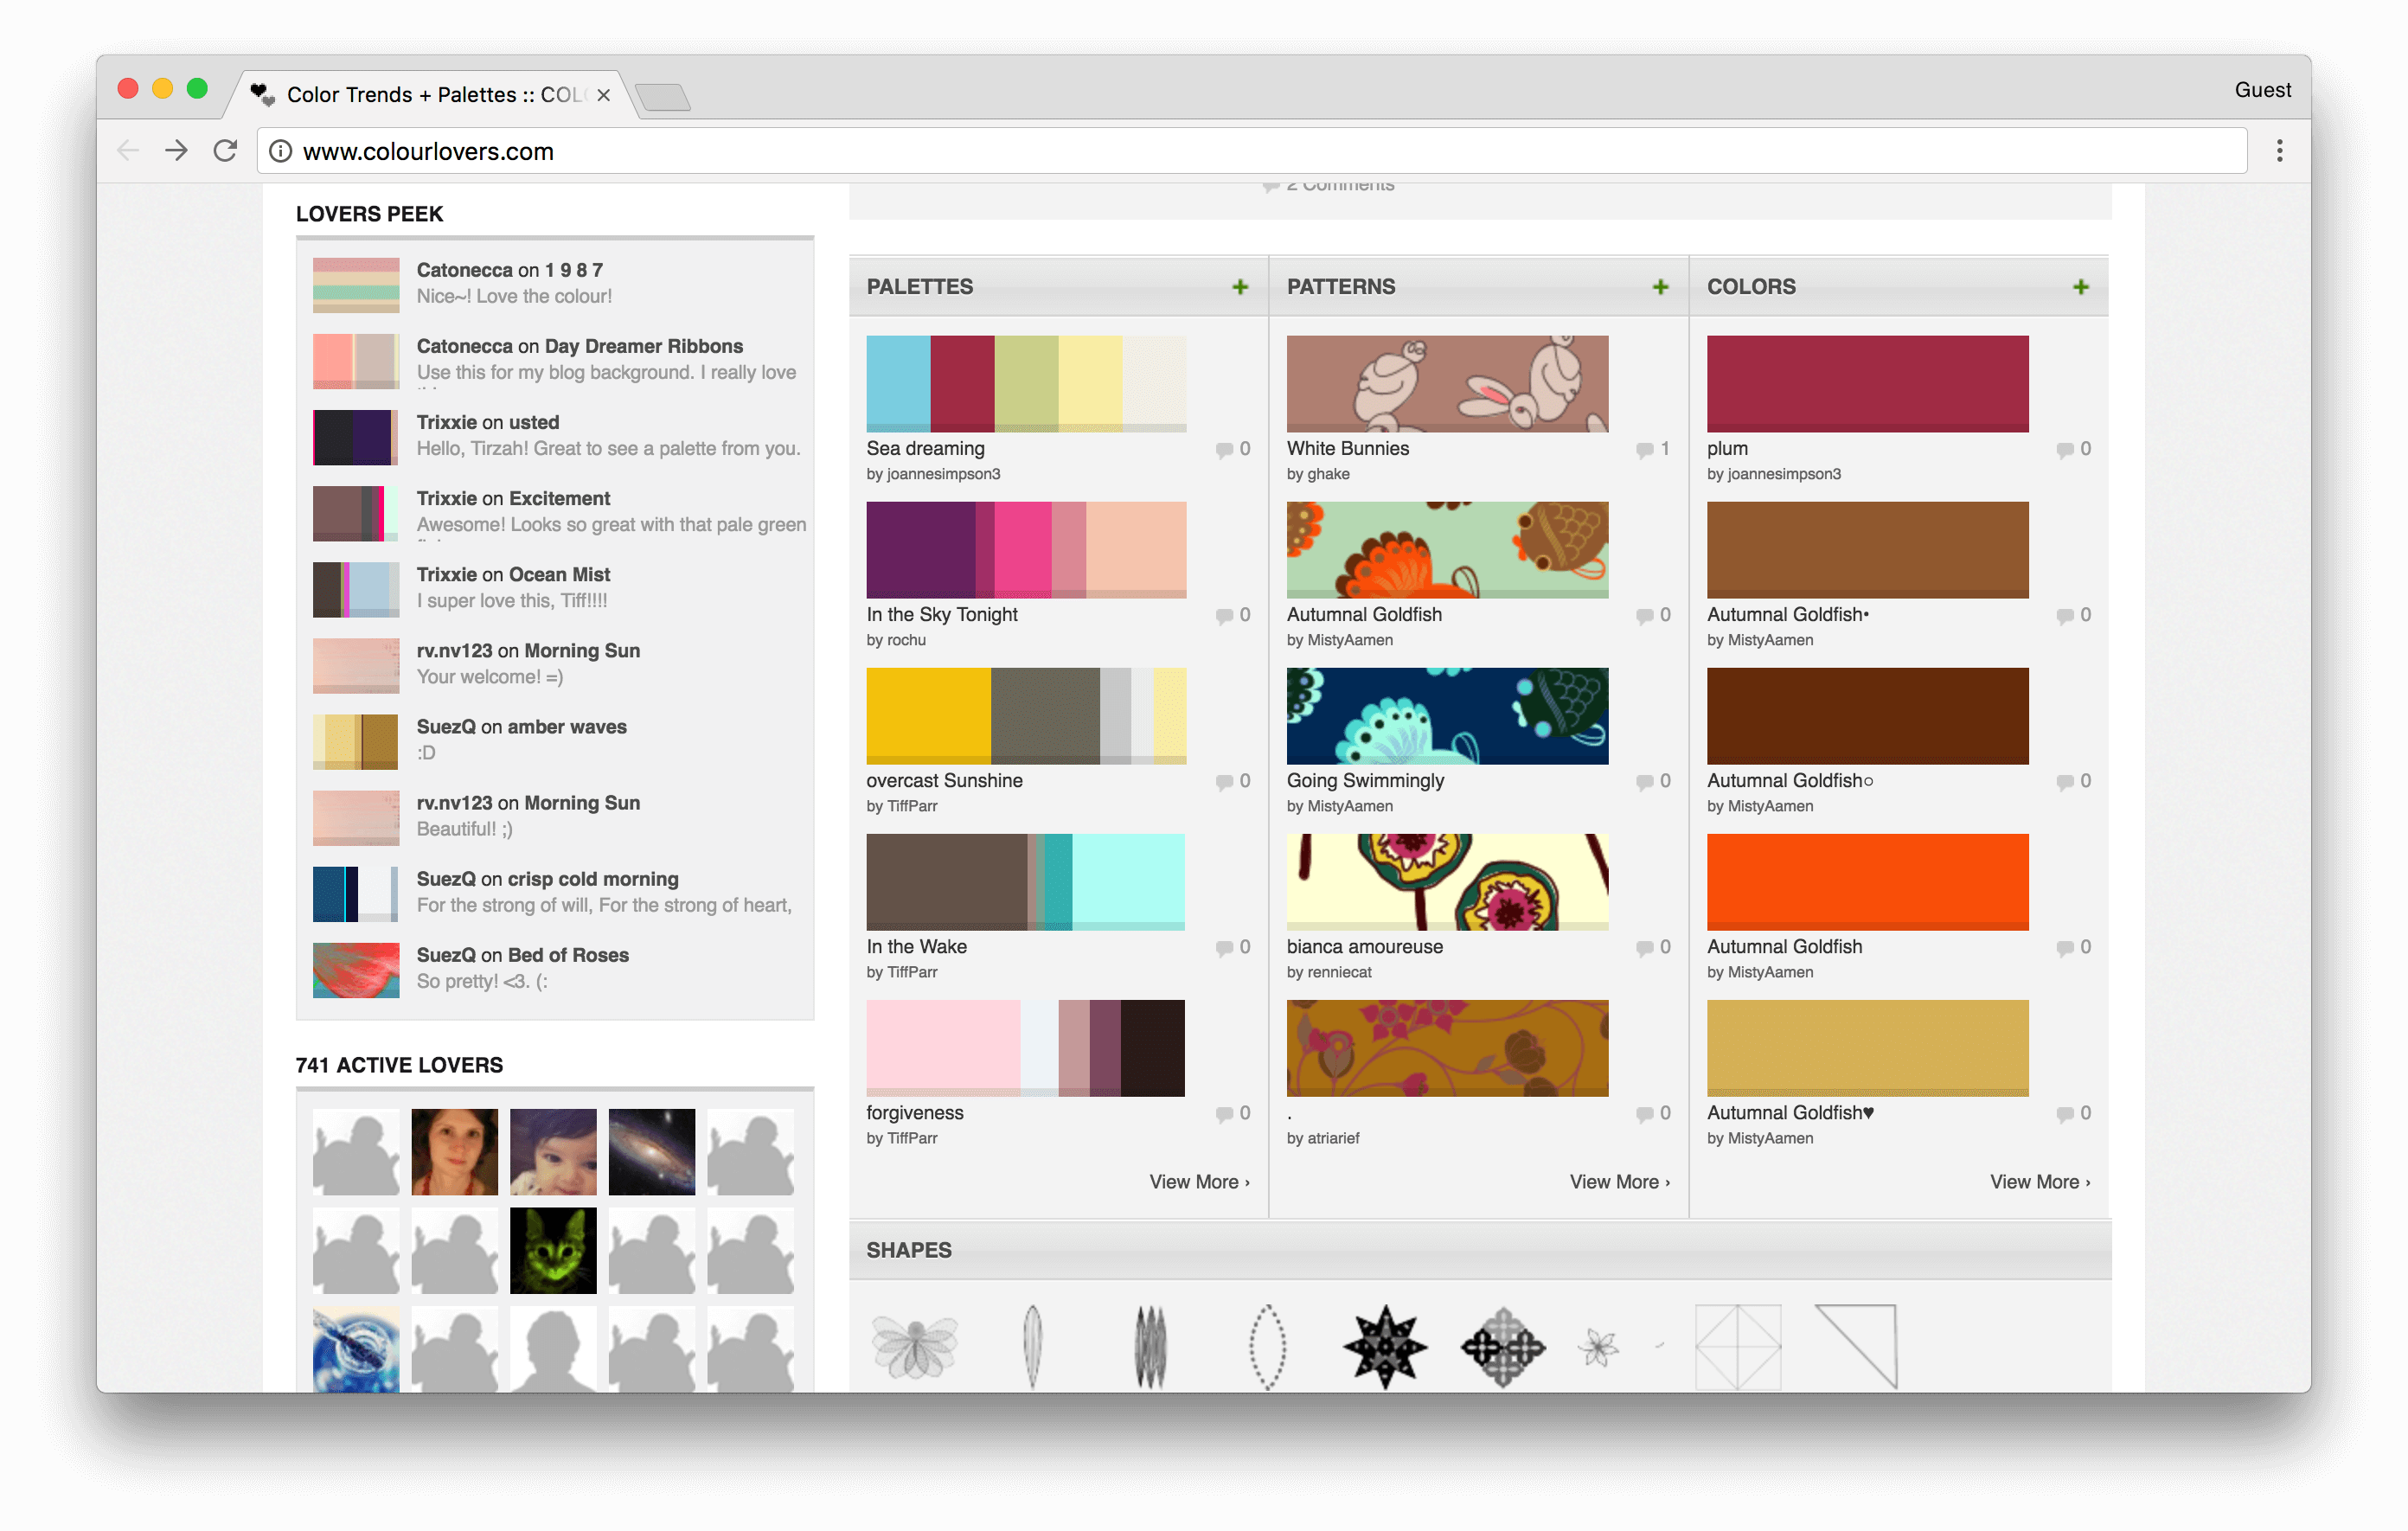 Color Trends + Palettes :: COL
Guest
www.colourlovers.com
2 Comments
LOVERS PEEK
Catonecca on 1 9 8 7
Nice~! Love the colour!
Catonecca on Day Dreamer Ribbons
Use this for my blog background. I really love
Trixxie on usted
Hello, Tirzah! Great to see a palette from you.
Trixxie on Excitement
Awesome! Looks so great with that pale green
Trixxie on Ocean Mist
I super love this, Tiff!!!!
rv.nv123 on Morning Sun
Your welcome! =)
SuezQ on amber waves
:D
rv.nv123 on Morning Sun
Beautiful! ;)
SuezQ on crisp cold morning
For the strong of will, For the strong of heart,
SuezQ on Bed of Roses
So pretty! <3. (:
741 ACTIVE LOVERS
PALETTES
Sea dreaming 0
by joannesimpson3
In the Sky Tonight 0
by rochu
overcast Sunshine 0
by TiffParr
In the Wake 0
by TiffParr
forgiveness 0
by TiffParr
View More ›
PATTERNS
White Bunnies 1
by ghake
Autumnal Goldfish 0
by MistyAamen
Going Swimmingly 0
by MistyAamen
bianca amoureuse 0
by renniecat
. 0
by atriarief
View More ›
COLORS
plum 0
by joannesimpson3
Autumnal Goldfish• 0
by MistyAamen
Autumnal Goldfish○ 0
by MistyAamen
Autumnal Goldfish 0
by MistyAamen
Autumnal Goldfish♥ 0
by MistyAamen
View More ›
SHAPES